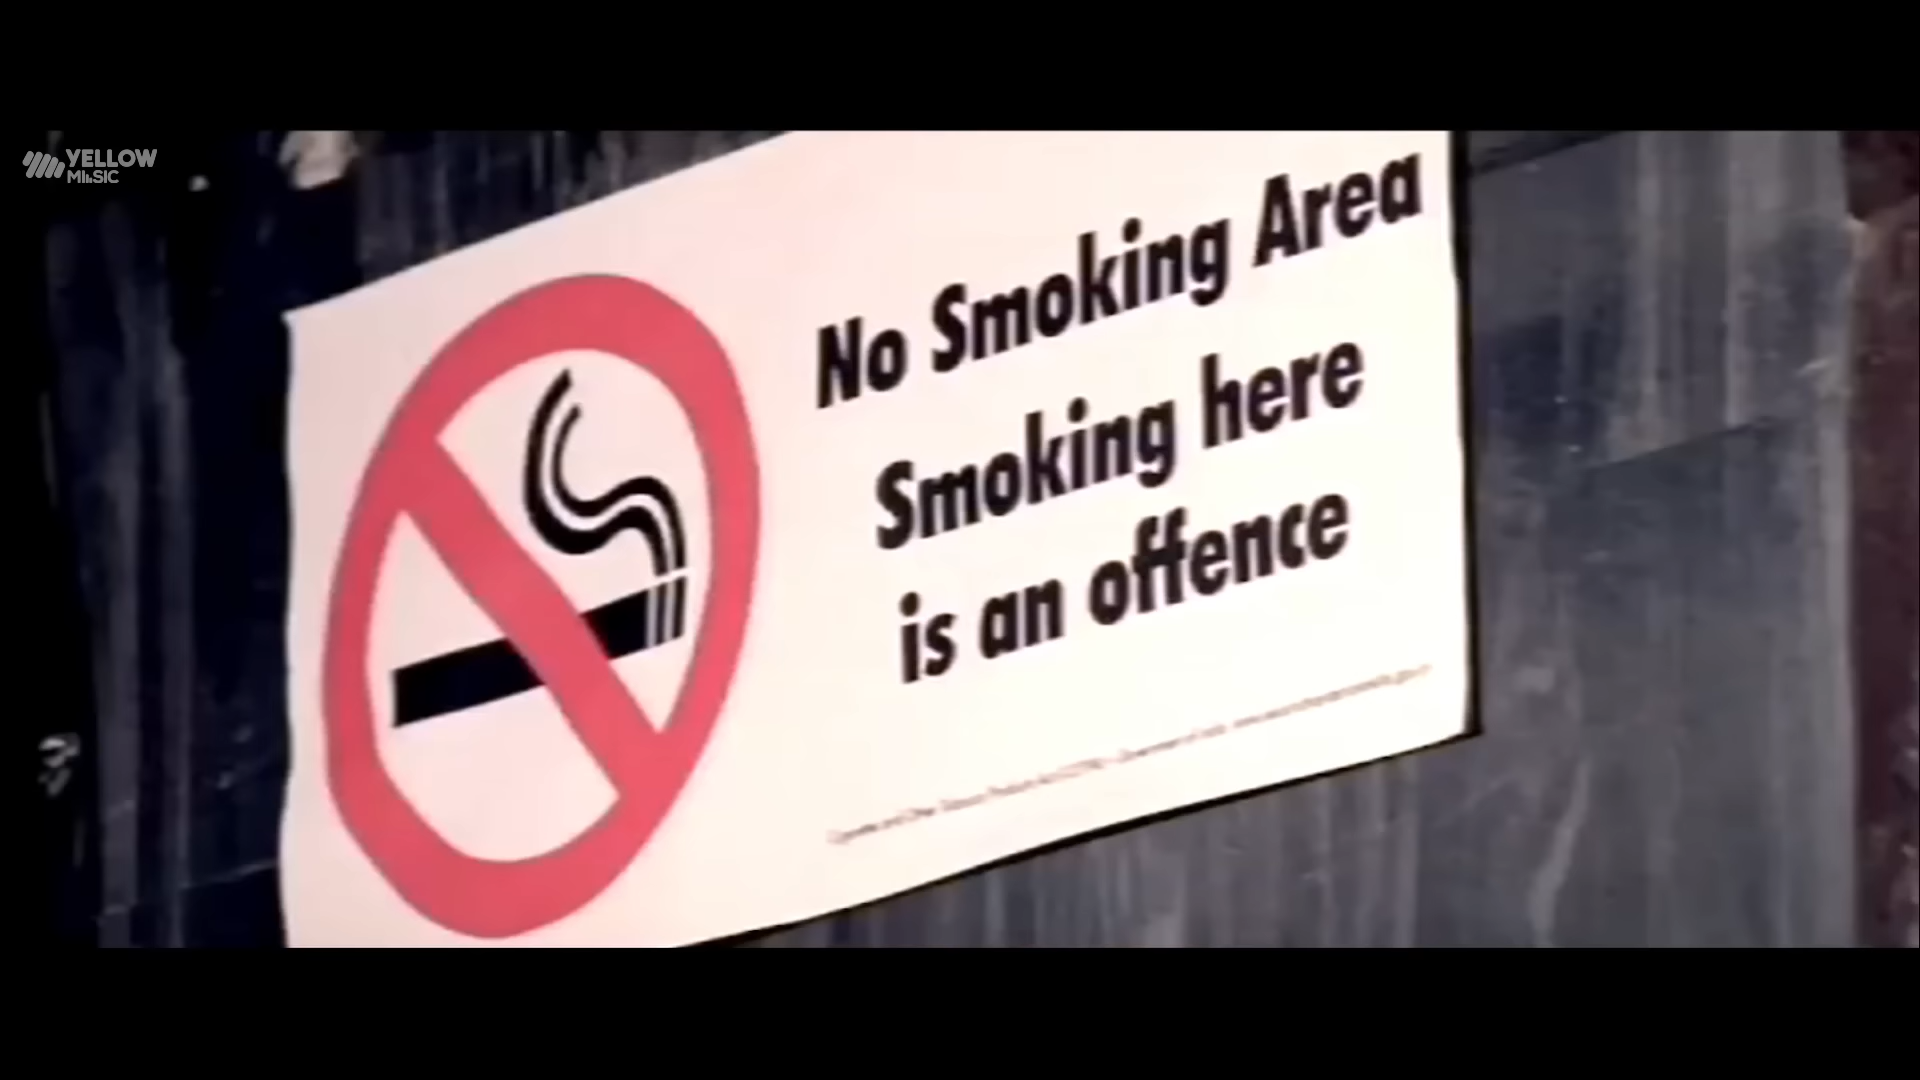 YELLOW
MUSIC
No Smoking Area
Smoking here
is an offence